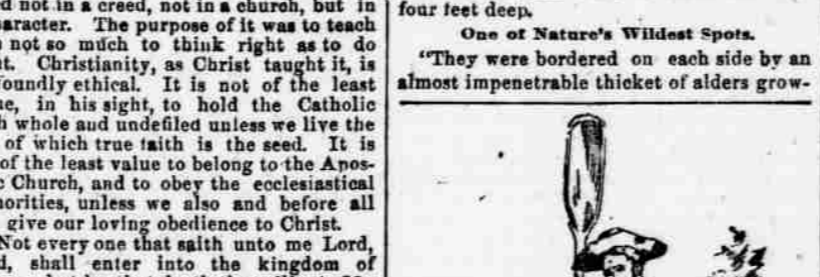 d not in a creed, not in a church, but in
aracter. The purpose of it was to teach
not so much to think right as to do
t. Christianity, as Christ taught it, is
foundly ethical. It is not of the least
e, in his sight, to hold the Catholic
h whole and undefiled unless we live the
of which true faith is the seed. It is
of the least value to belong to the Apos-
c Church, and to obey the ecclesiastical
orities, unless we also and before all
give our loving obedience to Christ.
Not every one that saith unto me Lord,
d, shall enter into the kingdom of
four feet deep.
One of Nature's Wildest Spots.
"They were bordered on each side by an
almost impenetrable thicket of alders grow-